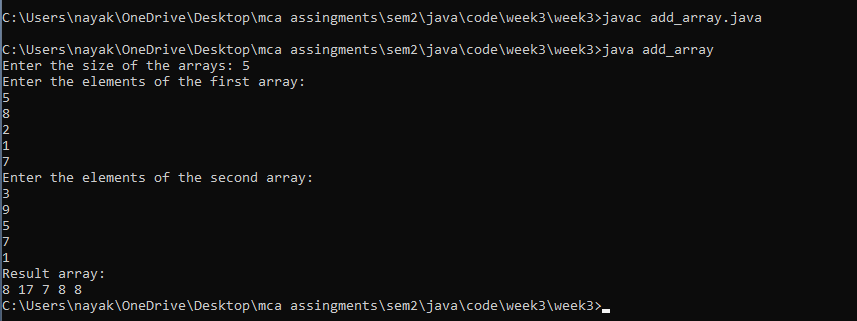 C:\Users\nayak\OneDrive\Desktop\mca assingments\sem2\java\code\week3\week3>javac add_array.java
C:\Users\nayak\OneDrive\Desktop\mca assingments\sem2\java\code\week3\week3>java add_array
Enter the size of the arrays: 5
Enter the elements of the first array:
5
8
2
1
7
Enter the elements of the second array:
3
9
5
7
1
Result array:
8 17 7 8 8
C:\Users\nayak\OneDrive\Desktop\mca assingments\sem2\java\code\week3\week3>